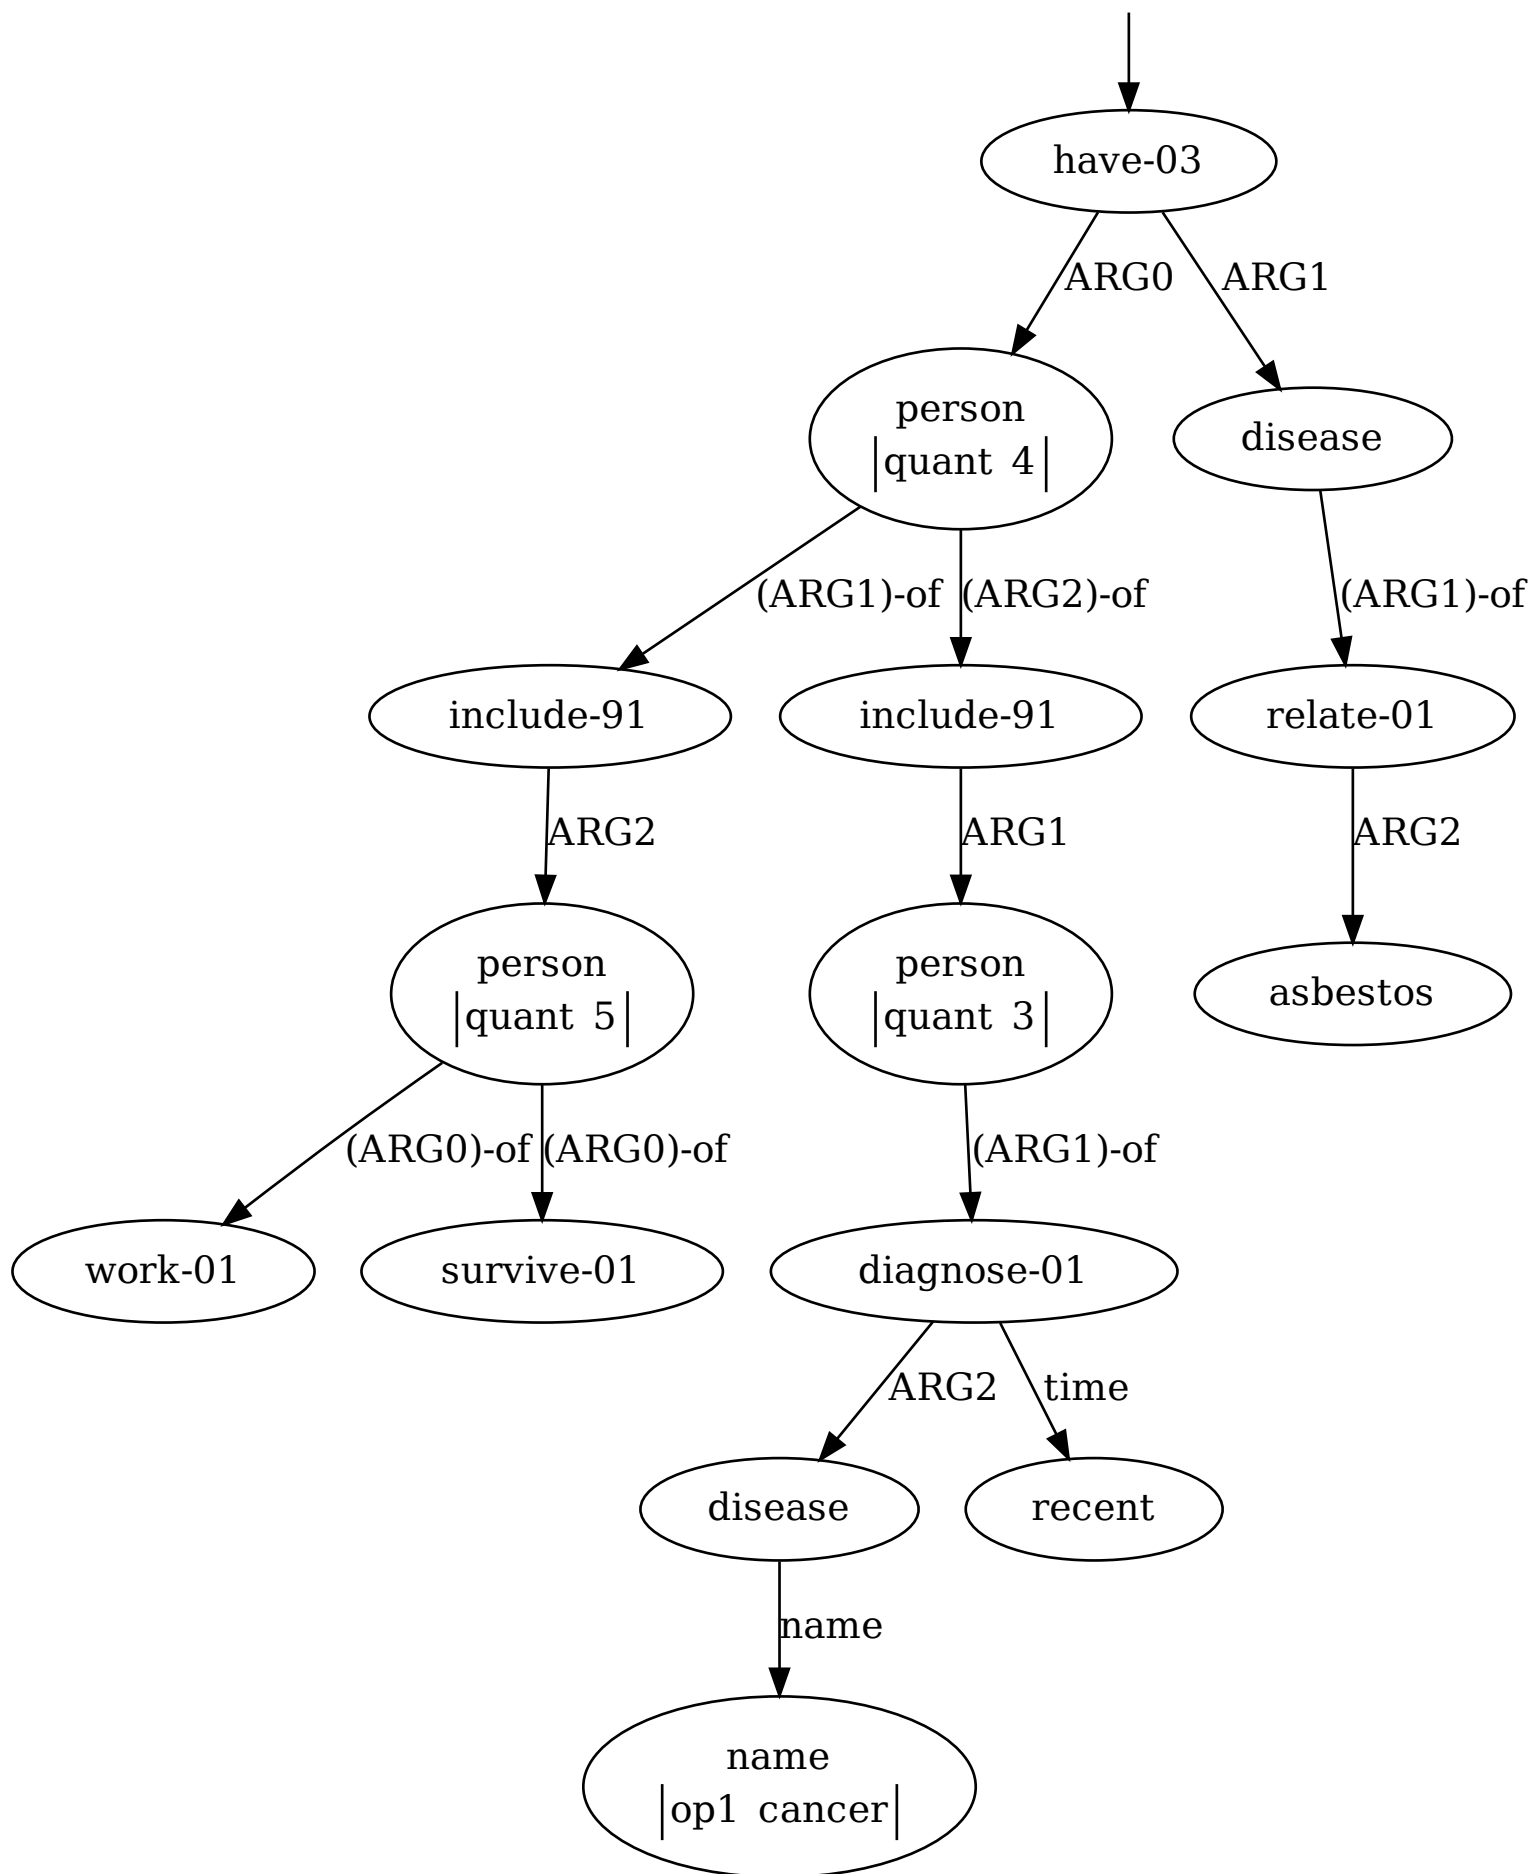 have-03
ARG0
ARG1
person
|quant 4|
disease
(ARG1)-of
(ARG2)-of
(ARG1)-of
include-91
include-91
relate-01
ARG2
ARG1
ARG2
person
|quant 5|
person
|quant 3|
asbestos
(ARG0)-of
(ARG0)-of
(ARG1)-of
work-01
survive-01
diagnose-01
ARG2
time
disease
recent
name
name
|op1 cancer|